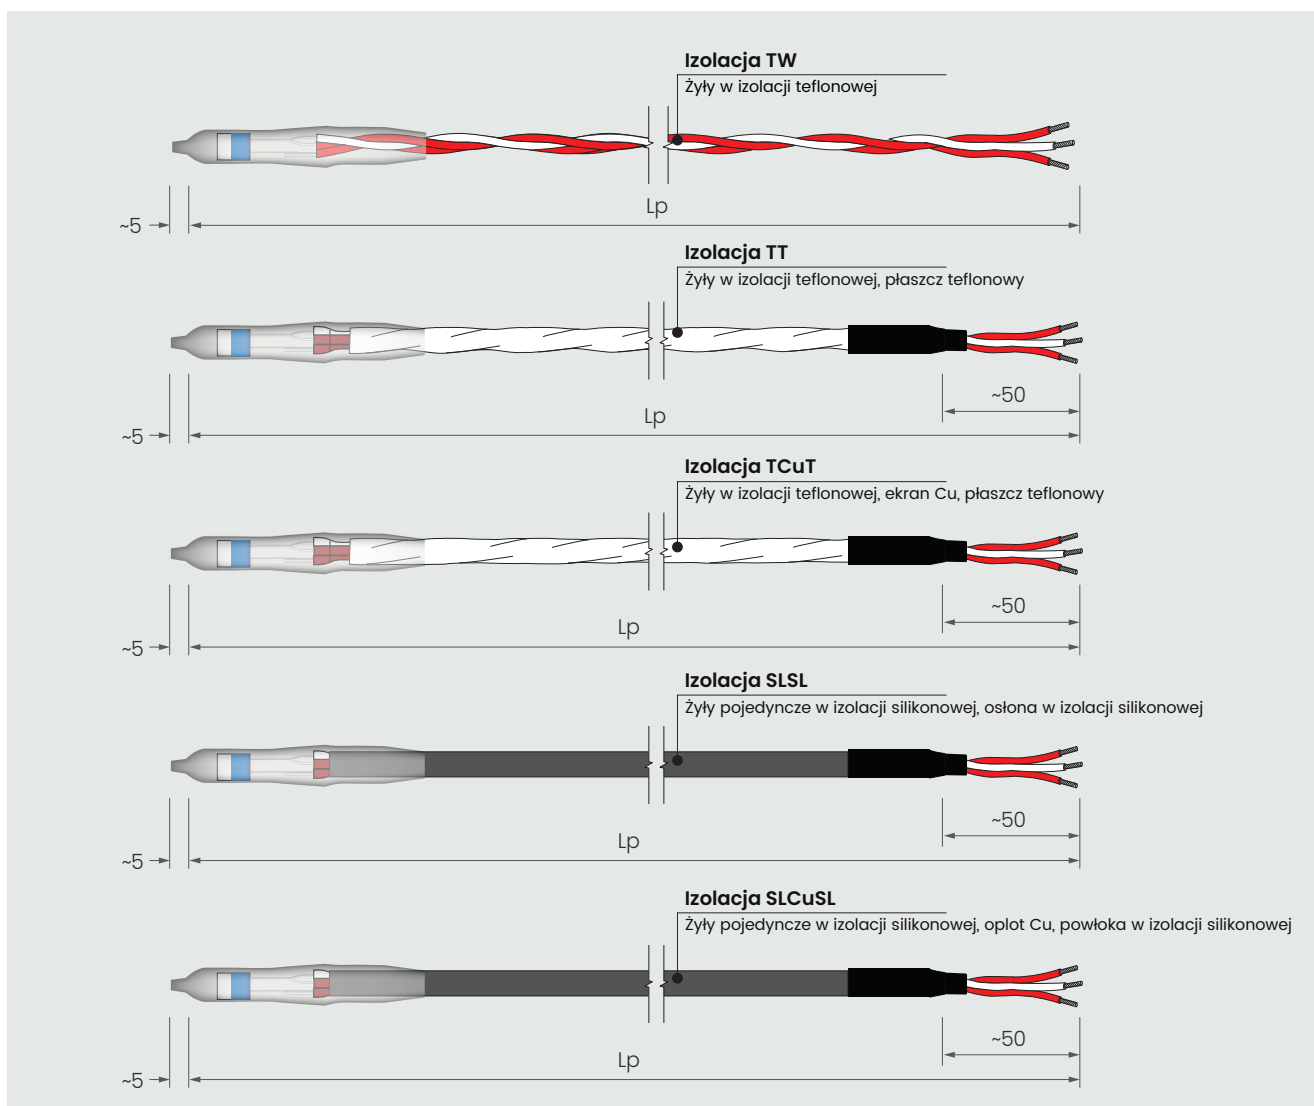 Izolacja TW
Żyły w izolacji teflonowej
Lp
~5
Izolacja TT
Żyły w izolacji teflonowej, płaszcz teflonowy
~50
Lp
~5
Izolacja TCuT
Żyły w izolacji teflonowej, ekran Cu, płaszcz teflonowy
~50
Lp
~5
Izolacja SLSL
Żyły pojedyncze w izolacji silikonowej, osłona w izolacji silikonowej
~50
Lp
~5
Izolacja SLCuSL
Żyły pojedyncze w izolacji silikonowej, oplot Cu, powłoka w izolacji silikonowej
~50
Lp
~5